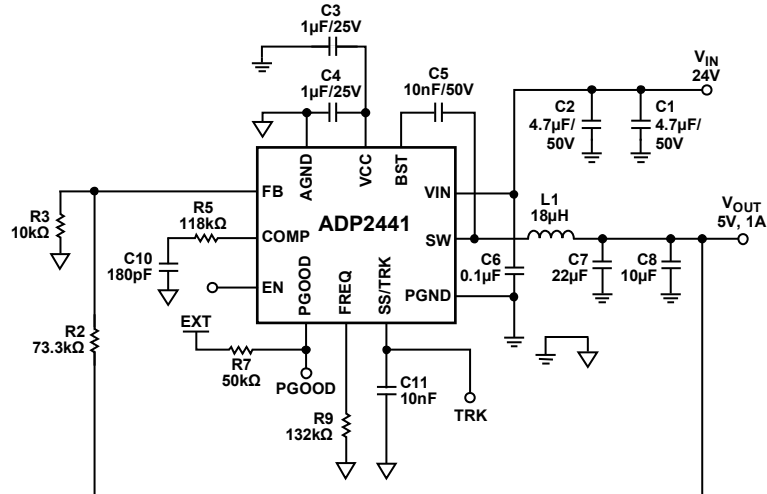 C3
1µF/25V
C4
1µF/25V
C5
10nF/50V
VIN
24V
C2
4.7µF/
50V
C1
4.7µF/
50V
AGND
VCC
BST
FB
VIN
ADP2441
R3
10kΩ
R5
118kΩ
COMP
SW
L1
18µH
VOUT
5V, 1A
C10
180pF
C6
0.1µF
C7
22µF
C8
10µF
EN
PGOOD
FREQ
SS/TRK
PGND
R2
73.3kΩ
EXT
R7
50kΩ
PGOOD
C11
10nF
TRK
R9
132kΩ